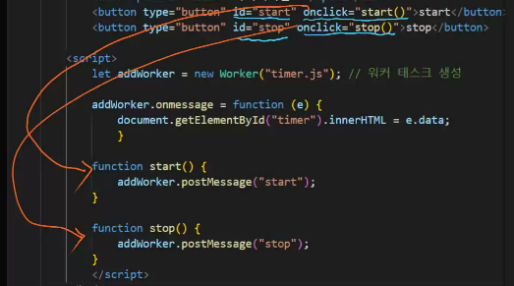 <button type="button" id="start" onclick="start()">start</button
<button type="button" id="stop" onclick="stop()">stop</button>
<script>
let addWorker = new Worker("timer.js"); // 워커 태스크 생성
addWorker.onmessage = function (e) {
document.getElementById("timer").innerHTML = e.data;
}
function start() {
addWorker.postMessage("start");
}
function stop() {
addWorker.postMessage("stop");
}
</script>